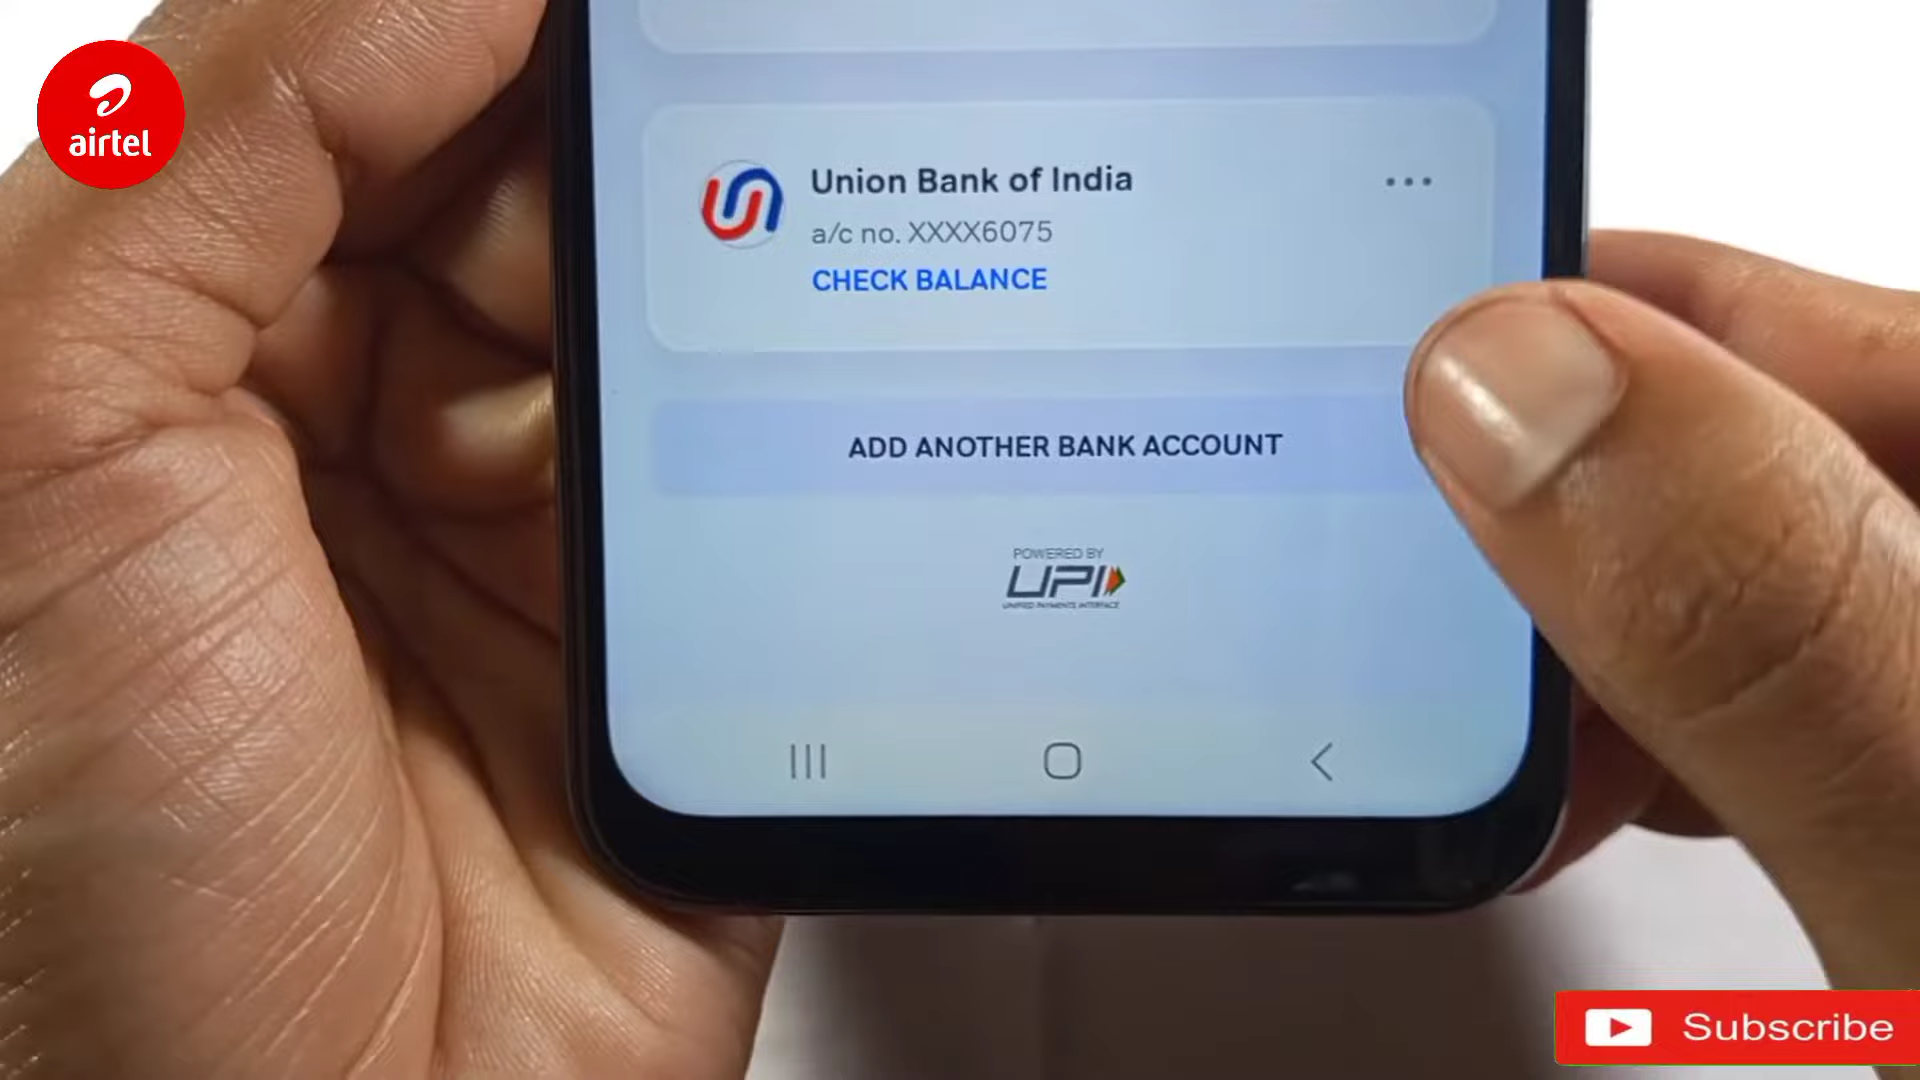 airtel
Union Bank of India
a/c no. XXXX6075
CHECK BALANCE
ADD ANOTHER BANK ACCOUNT
POWERED BY
UPI
UNIFIED PAYMENTS INTERFACE
Subscribe